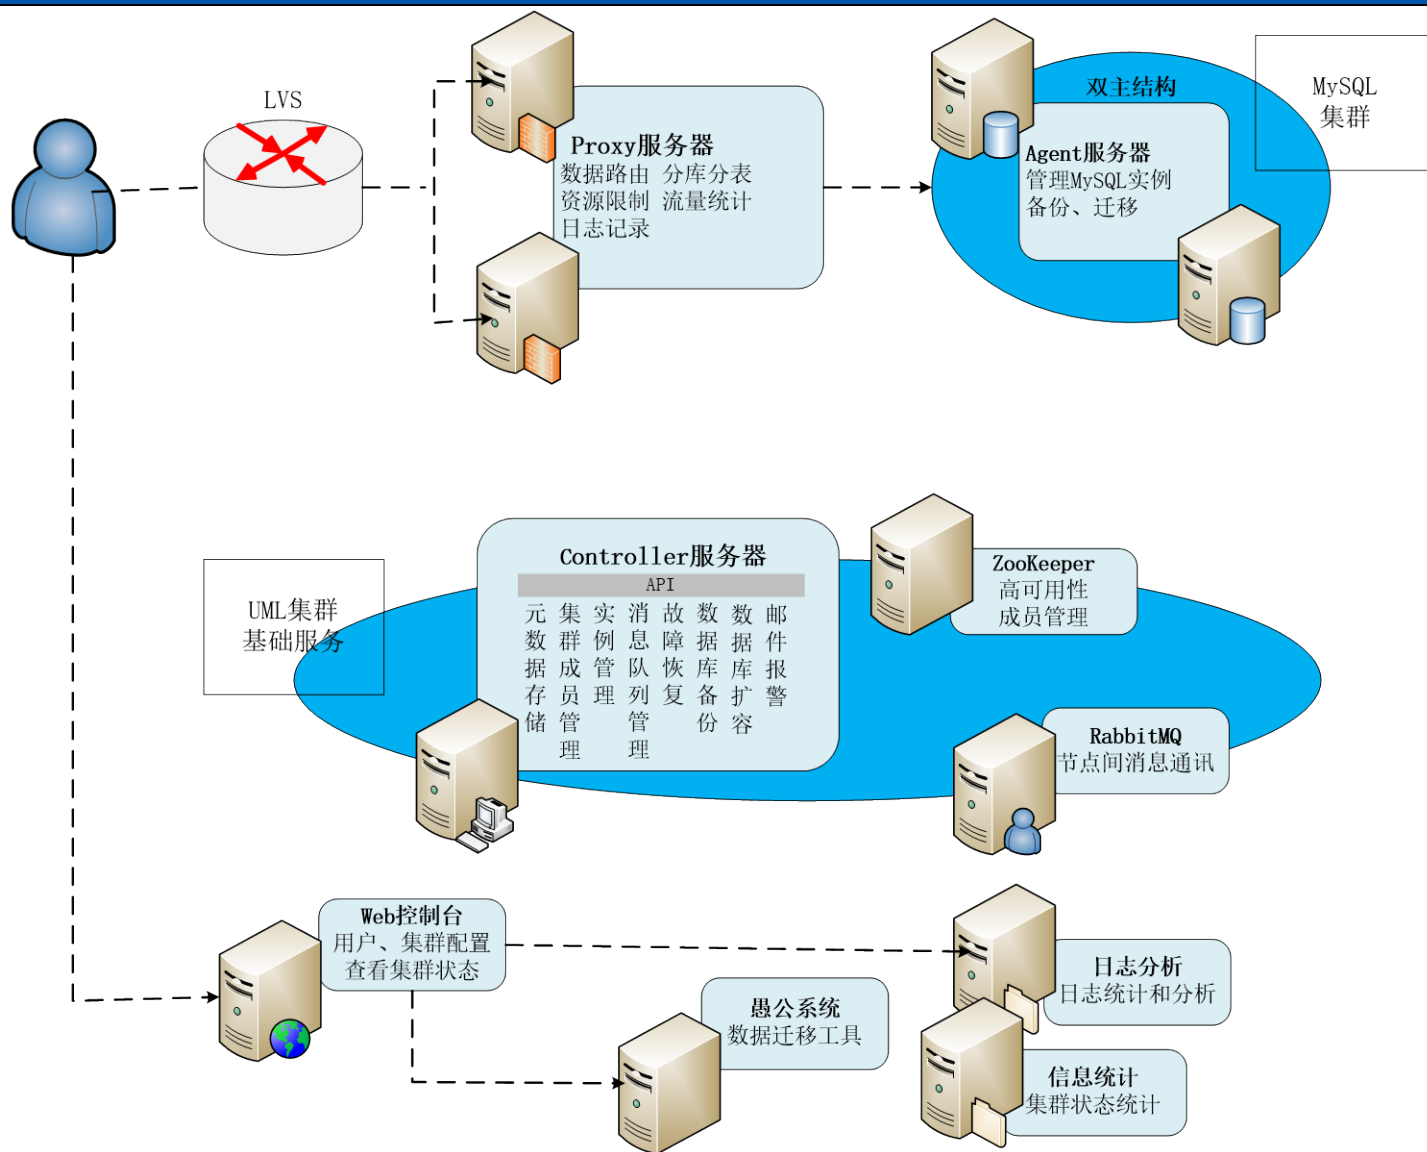 LVS
Proxy服务器
数据路由 分库分表
资源限制 流量统计
日志记录
双主结构
Agent服务器
管理MySQL实例
备份、迁移
MySQL
集群
UML集群
基础服务
Controller服务器
API
元数据存储
集群成员管理
实例管理
消息队列管理
故障恢复
数据库备份
数据库扩容
邮件报警
ZooKeeper
高可用性
成员管理
RabbitMQ
节点间消息通讯
Web控制台
用户、集群配置
查看集群状态
愚公系统
数据迁移工具
日志分析
日志统计和分析
信息统计
集群状态统计